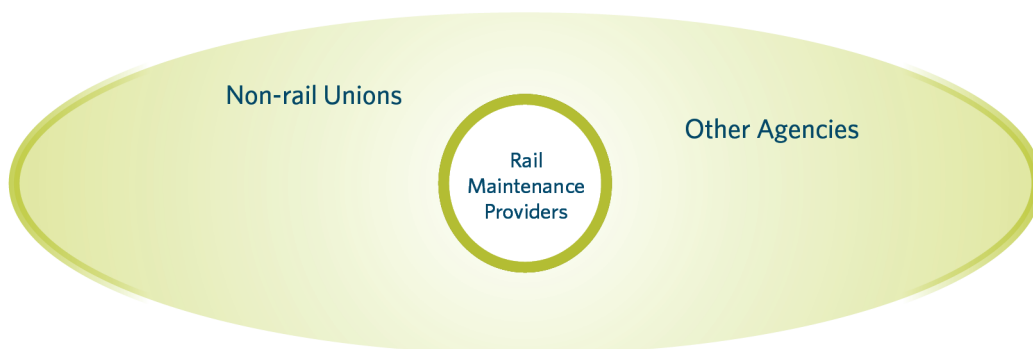 Non-rail Unions
Other Agencies
Rail
Maintenance
Providers